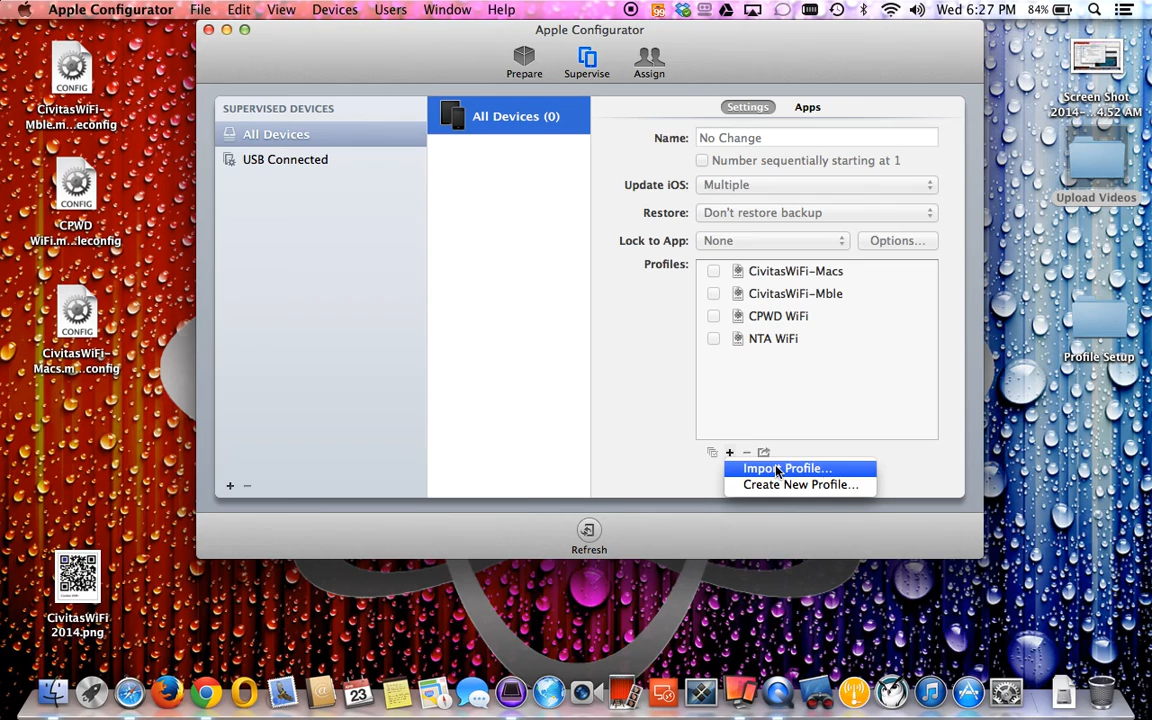 Apple Configurator File Edit View Devices Users Window Help
99
Wed 6:27 PM 84%
Apple Configurator
Prepare Supervise Assign
SUPERVISED DEVICES
All Devices
USB Connected
All Devices (0)
Settings Apps
Name: No Change
Number sequentially starting at 1
Update iOS: Multiple
Restore: Don't restore backup
Lock to App: None Options...
Profiles:
CivitasWiFi-Macs
CivitasWiFi-Mble
CPWD WiFi
NTA WiFi
Import Profile...
Create New Profile...
Refresh
CONFIG
CivitasWiFi-
Mble.m...econfig
CONFIG
CPWD
WiFi.m...leconfig
CONFIG
CivitasWiFi-
Macs.m...config
CivitasWiFi
2014.png
Screen Shot
2014-...4.52 AM
Upload Videos
Profile Setup
23